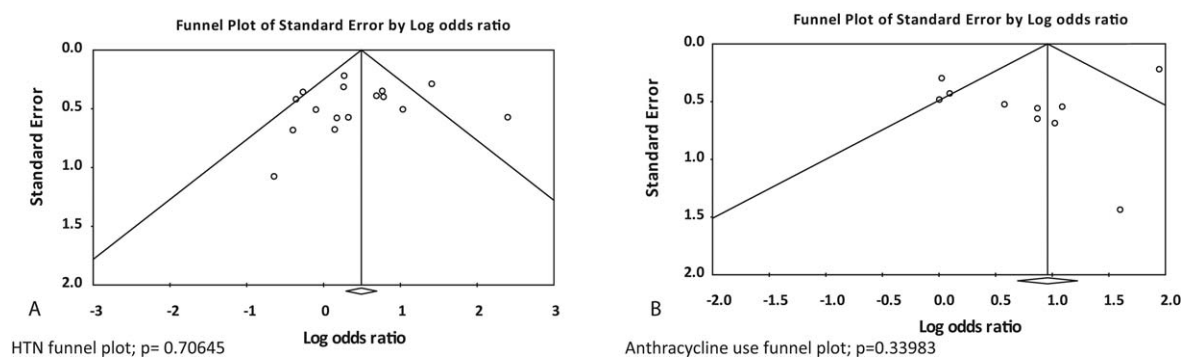 Funnel Plot of Standard Error by Log odds ratio
Standard Error
0.0
0.5
1.0
1.5
2.0
-3
-2
-1
0
1
2
3
Log odds ratio
A
HTN funnel plot; p= 0.70645
Funnel Plot of Standard Error by Log odds ratio
Standard Error
0.0
0.5
1.0
1.5
2.0
-2.0
-1.5
-1.0
-0.5
0.0
0.5
1.0
1.5
2.0
Log odds ratio
B
Anthracycline use funnel plot; p=0.33983